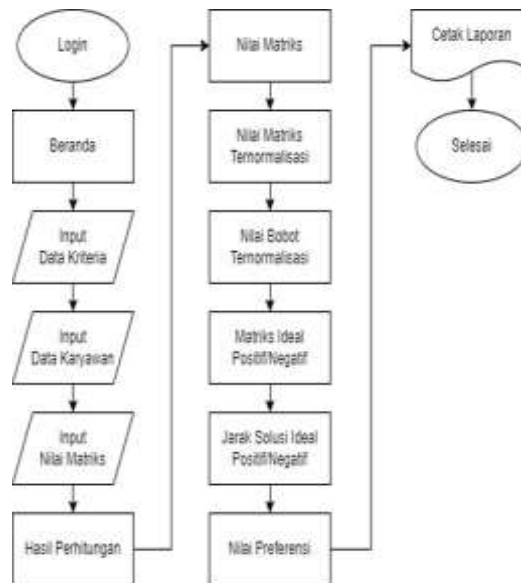 Login
Beranda
Input
Data Kriteria
Input
Data Karyawan
Input
Nilai Matriks
Hasil Perhitungan
Nilai Matriks
Nilai Matriks
Ternormalisasi
Nilai Bobot
Ternormalisasi
Matriks Ideal
Positif/Negatif
Jarak Solusi Ideal
Positif/Negatif
Nilai Preferensi
Cetak Laporan
Selesai